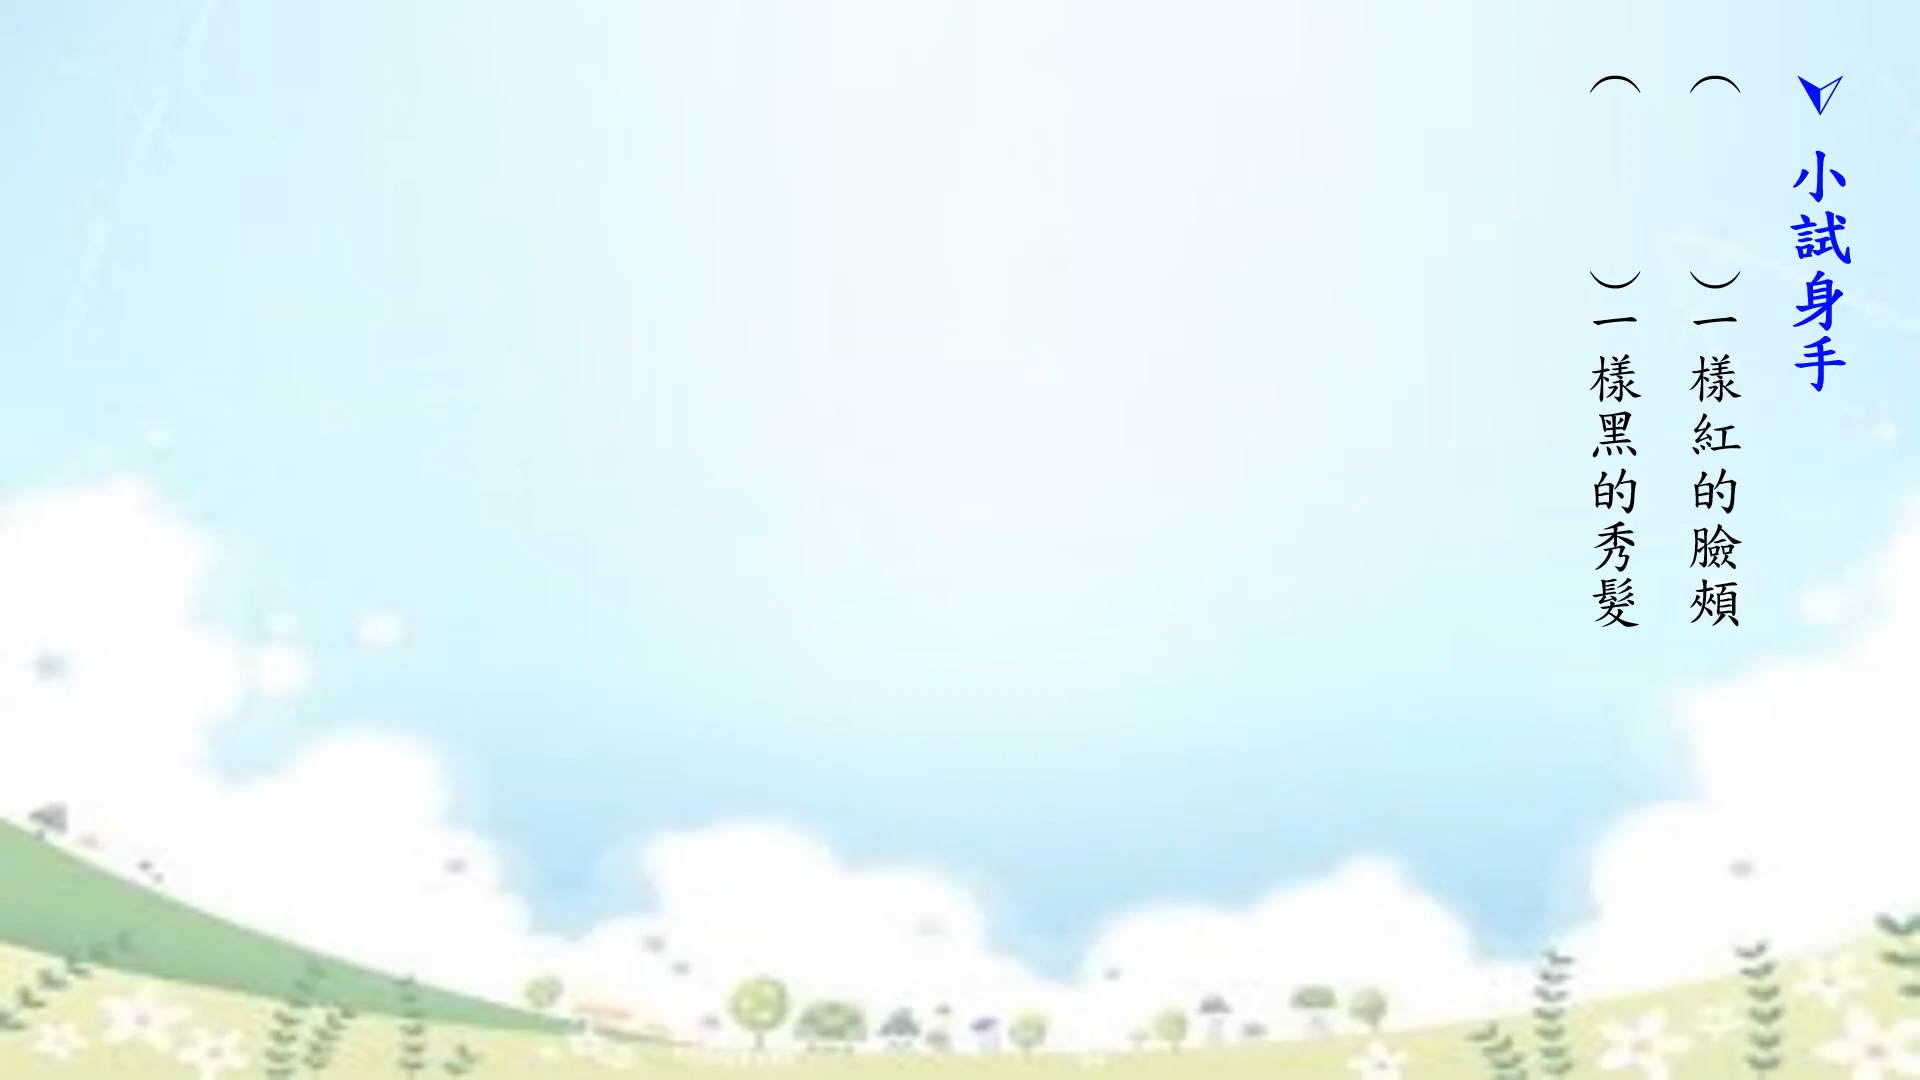 小試身手
（　　　）一樣紅的臉頰
（　　　）一樣黑的秀髮